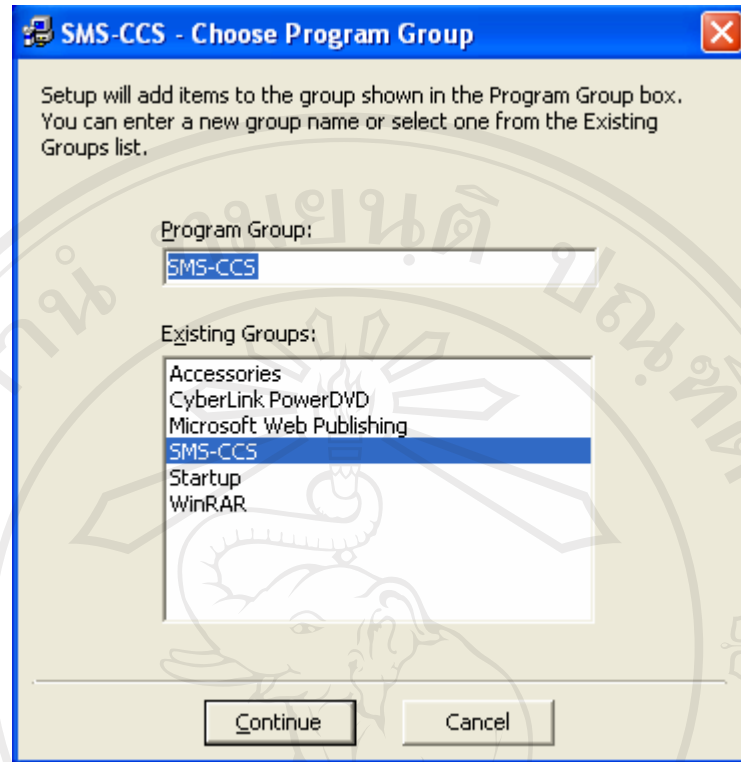 SMS-CCS - Choose Program Group
Setup will add items to the group shown in the Program Group box.
You can enter a new group name or select one from the Existing
Groups list.
Program Group:
SMS-CCS
Existing Groups:
Accessories
CyberLink PowerDVD
Microsoft Web Publishing
SMS-CCS
Startup
WinRAR
Continue
Cancel